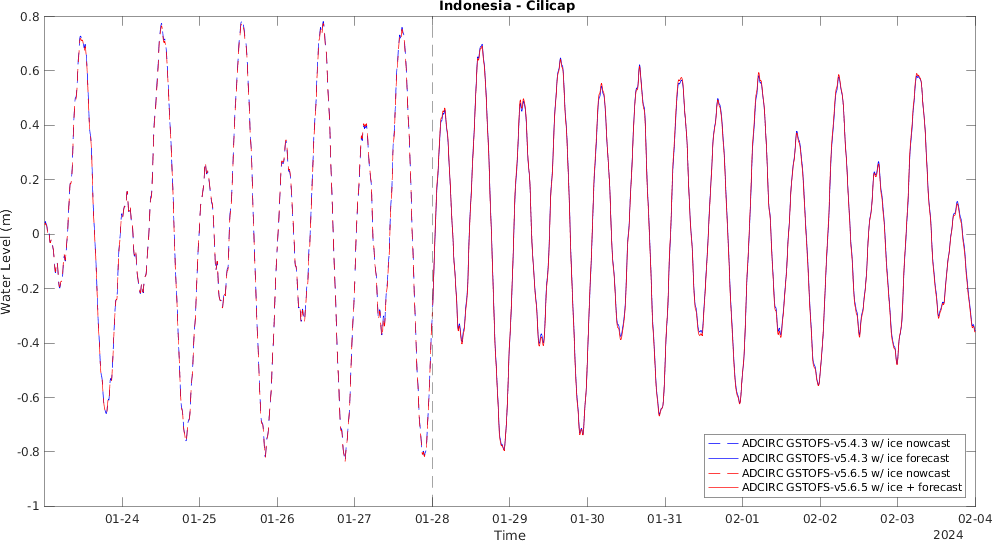 Indonesia - Cilicap
0.8
0.6
0.4
0.2
0
-0.2
-0.4
-0.6
-0.8
-1
Water Level (m)
ADCIRC GSTOFS-v5.4.3 w/ ice nowcast
ADCIRC GSTOFS-v5.4.3 w/ ice forecast
ADCIRC GSTOFS-v5.6.5 w/ ice nowcast
ADCIRC GSTOFS-v5.6.5 w/ ice + forecast
01-24 01-25 01-26 01-27 01-28 01-29 01-30 01-31 02-01 02-02 02-03 02-04
Time
2024